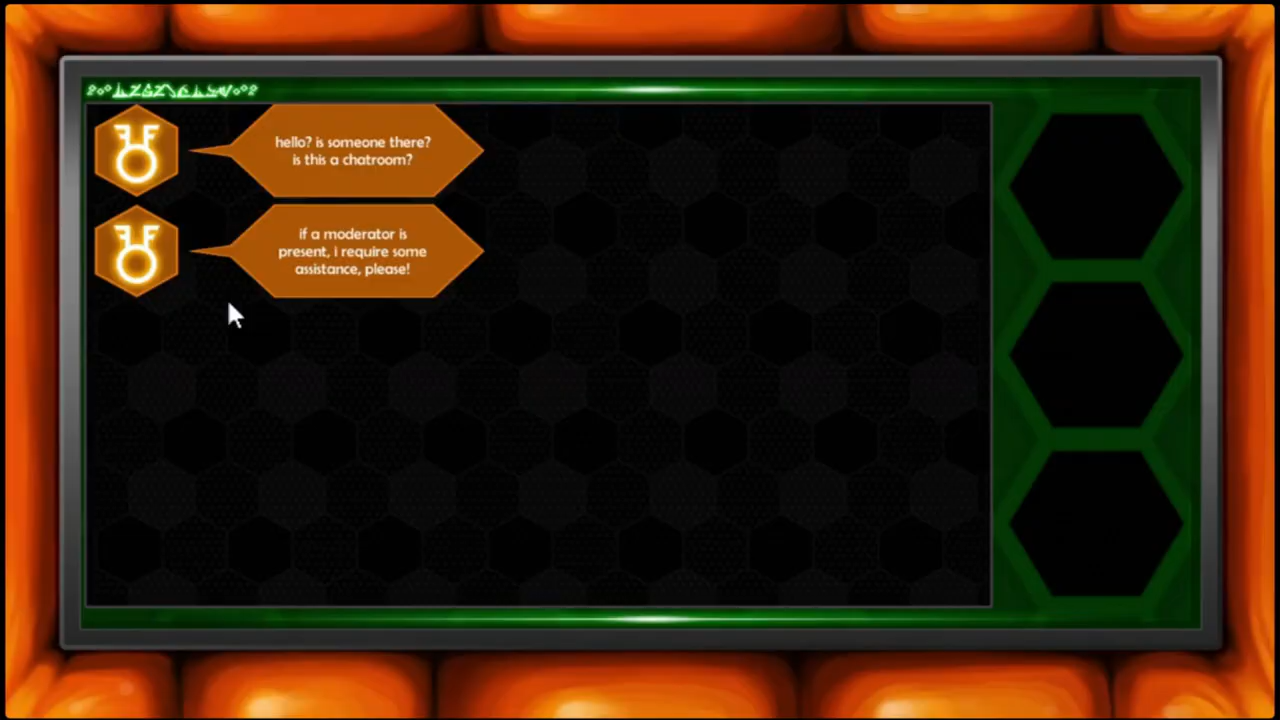 hello? is someone there?
is this a chatroom?
if a moderator is
present, i require some
assistance, please!